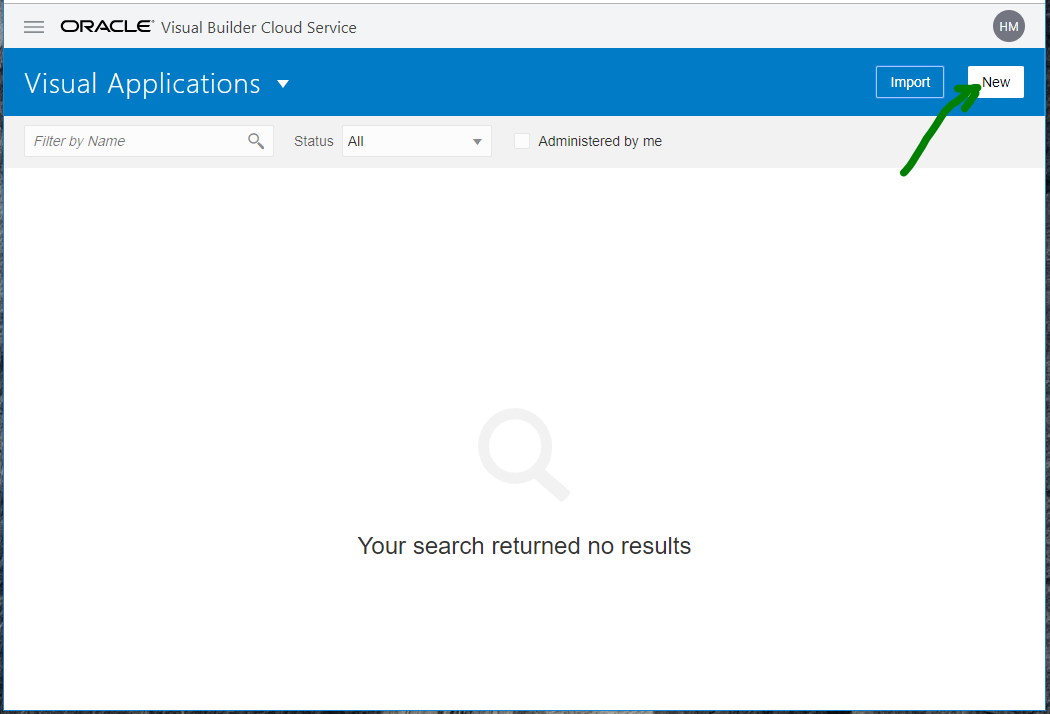 ORACLE Visual Builder Cloud Service HM
Visual Applications Import New
Filter by Name Status All Administered by me
Your search returned no results